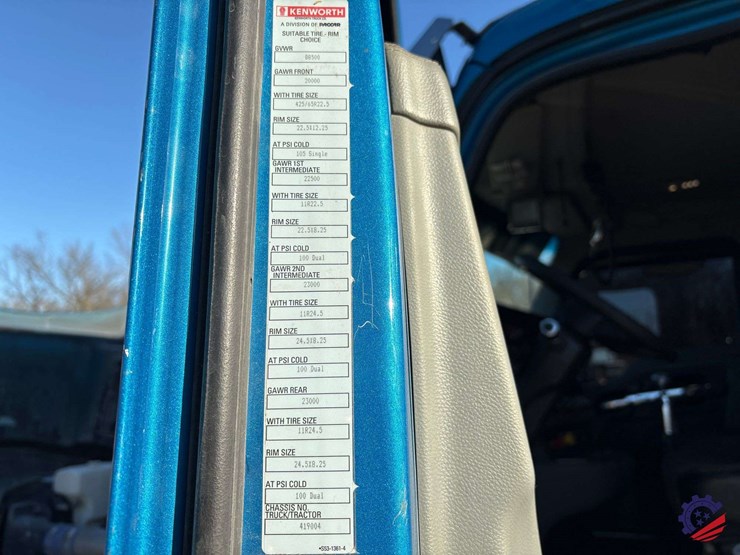 KENWORTH
A DIVISION OF PACCAR
SUITABLE TIRE - RIM
CHOICE
GVWR
88500
GAWR FRONT
20000
WITH TIRE SIZE
425/65R22.5
RIM SIZE
22.5X12.25
AT PSI COLD
105 Single
GAWR 1ST
INTERMEDIATE
22500
WITH TIRE SIZE
11R22.5
RIM SIZE
22.5X8.25
AT PSI COLD
100 Dual
GAWR 2ND
INTERMEDIATE
23000
WITH TIRE SIZE
11R24.5
RIM SIZE
24.5X8.25
AT PSI COLD
100 Dual
GAWR REAR
23000
WITH TIRE SIZE
11R24.5
RIM SIZE
24.5X8.25
AT PSI COLD
100 Dual
CHASSIS NO.
TRUCK/TRACTOR
419004
•S53-1361-4